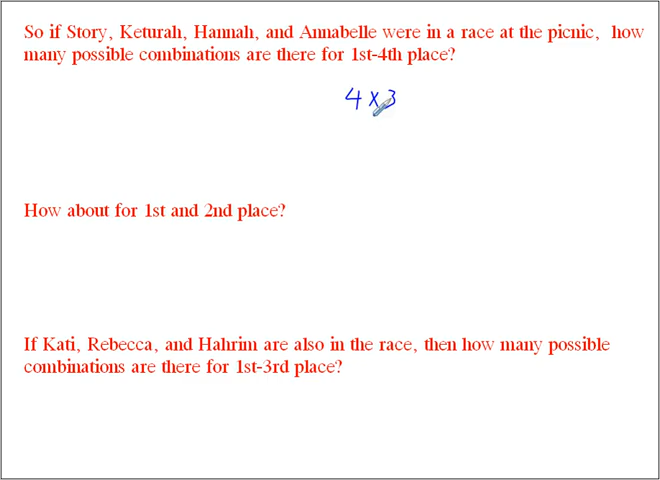 So if Story, Keturah, Hannah, and Annabelle were in a race at the picnic, how
many possible combinations are there for 1st-4th place?
4 x 3
How about for 1st and 2nd place?
If Kati, Rebecca, and Hahrim are also in the race, then how many possible
combinations are there for 1st-3rd place?